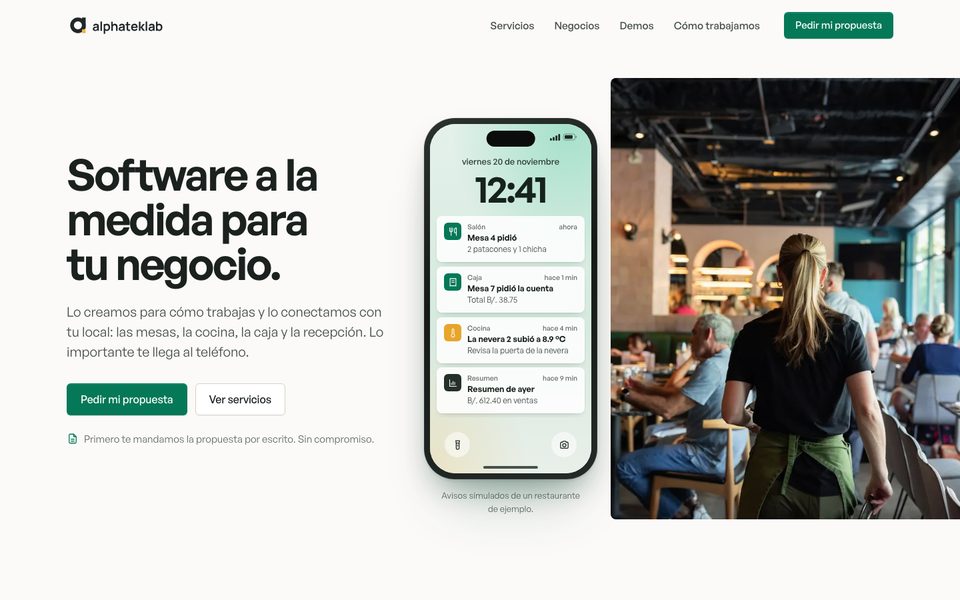 alphateklab
Servicios
Negocios
Demos
Cómo trabajamos
Pedir mi propuesta
Software a la
medida para
tu negocio.
Lo creamos para cómo trabajas y lo conectamos con
tu local: las mesas, la cocina, la caja y la recepción. Lo
importante te llega al teléfono.
Pedir mi propuesta
Ver servicios
Primero te mandamos la propuesta por escrito. Sin compromiso.
viernes 20 de noviembre
12:41
Salón
ahora
Mesa 4 pidió
2 patacones y 1 chicha
Caja
hace 1 min
Mesa 7 pidió la cuenta
Total B/. 38.75
Cocina
hace 4 min
La nevera 2 subió a 8.9 °C
Revisa la puerta de la nevera
Resumen
hace 9 min
Resumen de ayer
B/. 612.40 en ventas
Avisos simulados de un restaurante
de ejemplo.